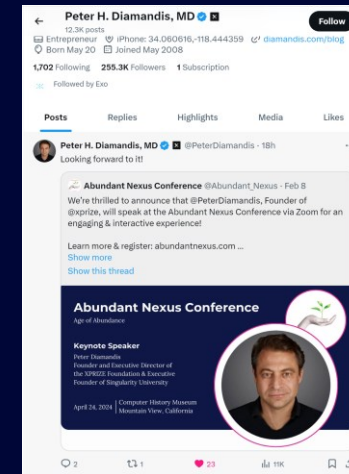 Peter H. Diamandis, MD
12.3K posts
Follow
Entrepreneur iPhone: 34.060616,-118.444359 diamandis.com/blog
Born May 20 Joined May 2008
1,702 Following 255.3K Followers 1 Subscription
Followed by Exo
Posts Replies Highlights Media Likes
Peter H. Diamandis, MD @PeterDiamandis · 18h
Looking forward to it!
Abundant Nexus Conference @Abundant_Nexus · Feb 8
We're thrilled to announce that @PeterDiamandis, Founder of
@xprize, will speak at the Abundant Nexus Conference via Zoom for an
engaging & interactive experience!
Learn more & register: abundantnexus.com ...
Show more
Show this thread
Abundant Nexus Conference
Age of Abundance
Keynote Speaker
Peter Diamandis
Founder and Executive Director of
the XPRIZE Foundation & Executive
Founder of Singularity University
April 24, 2024 | Computer History Museum
Mountain View, California
2 1 23 11K